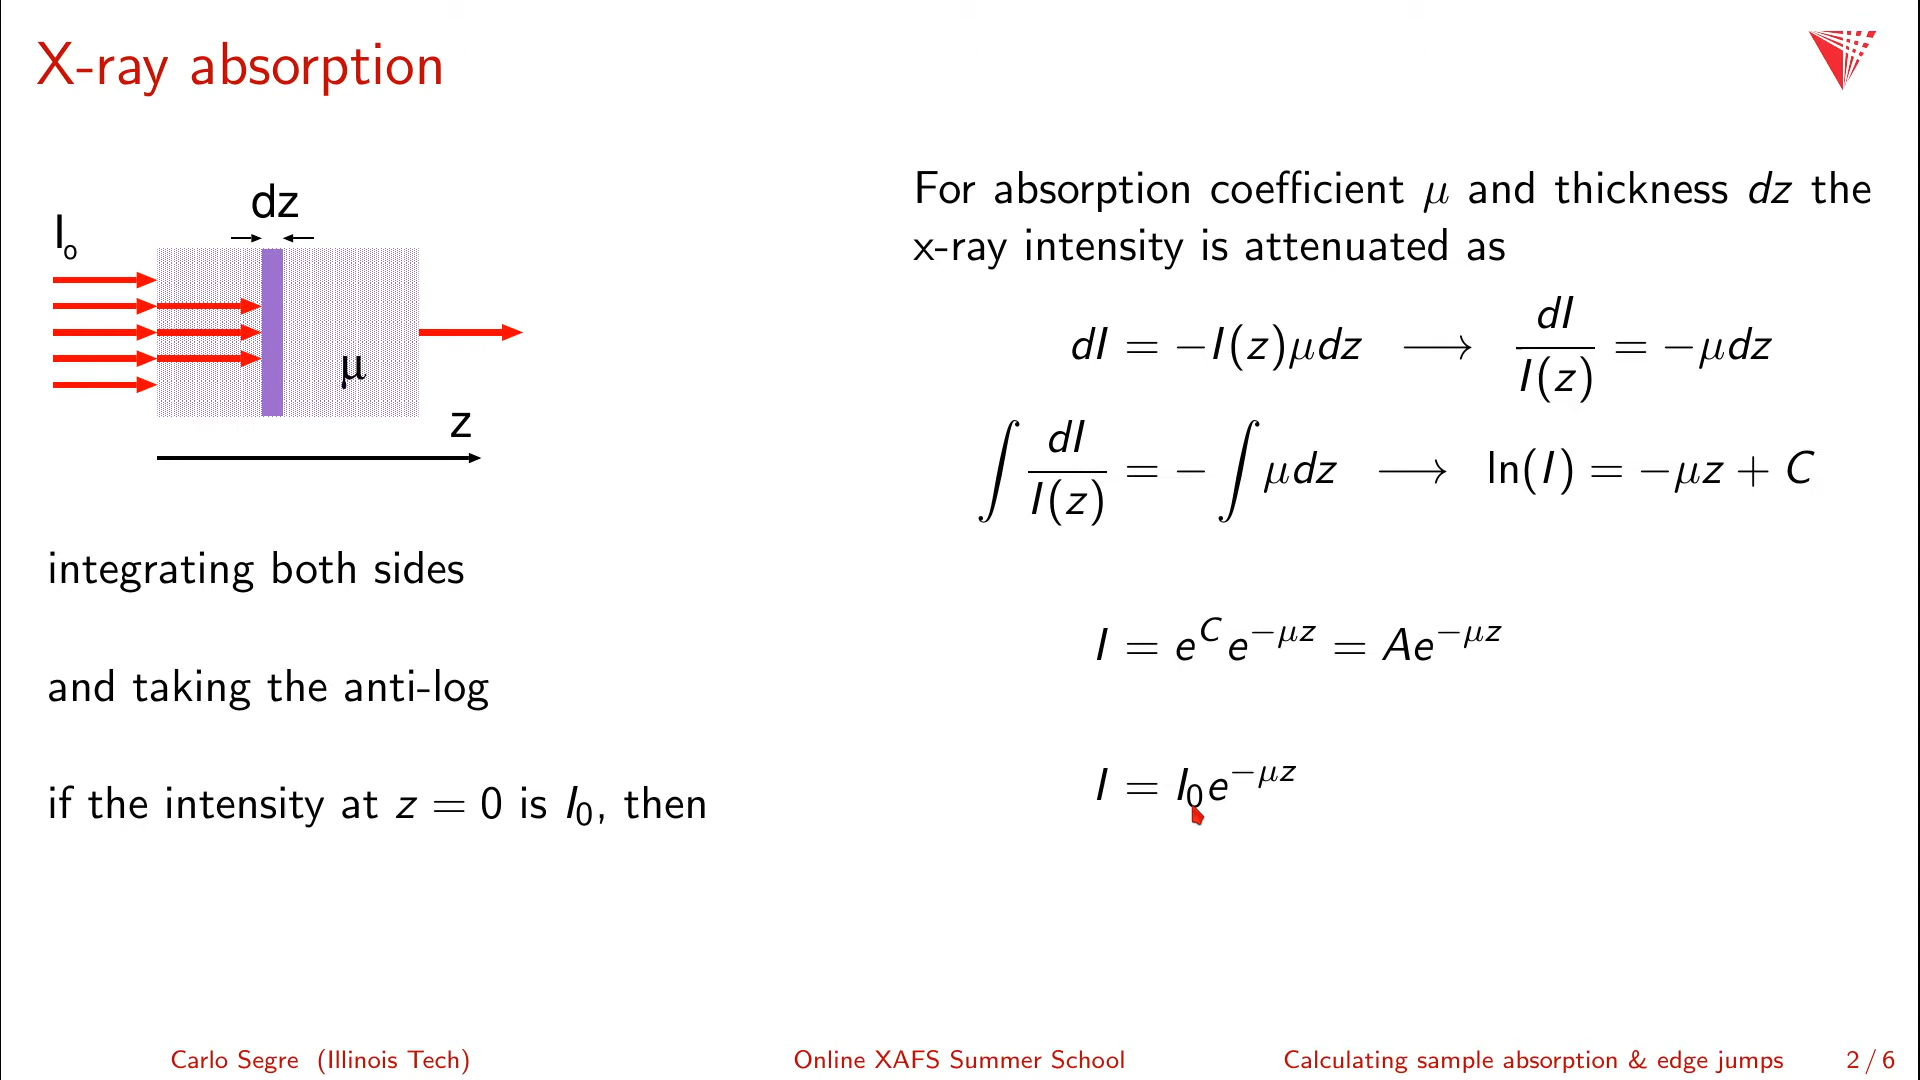 X-ray absorption
dz
I₀
μ
z
For absorption coefficient μ and thickness dz the
x-ray intensity is attenuated as
dI = −I(z)μdz ⟶ dI/I(z) = −μdz
∫ dI/I(z) = − ∫ μdz ⟶ ln(I) = −μz + C
integrating both sides
I = e^C e^{−μz} = Ae^{−μz}
and taking the anti-log
I = I₀e^{−μz}
if the intensity at z = 0 is I₀, then
Carlo Segre (Illinois Tech) Online XAFS Summer School Calculating sample absorption & edge jumps 2 / 6